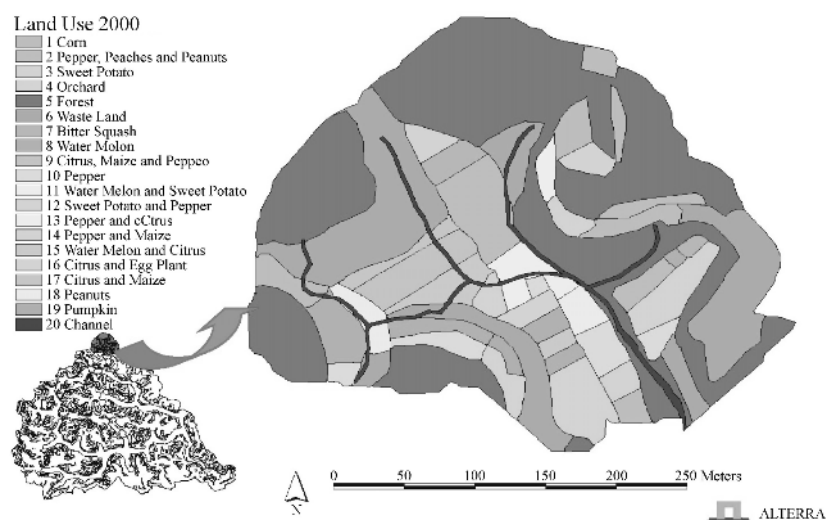 Land Use 2000
1 Corn
2 Pepper, Peaches and Peanuts
3 Sweet Potato
4 Orchard
5 Forest
6 Waste Land
7 Bitter Squash
8 Water Molon
9 Citrus, Maize and Peppeo
10 Pepper
11 Water Melon and Sweet Potato
12 Sweet Potato and Pepper
13 Pepper and cCtrus
14 Pepper and Maize
15 Water Melon and Citrus
16 Citrus and Egg Plant
17 Citrus and Maize
18 Peanuts
19 Pumpkin
20 Channel
0 50 100 150 200 250 Meters
N
ALTERRA